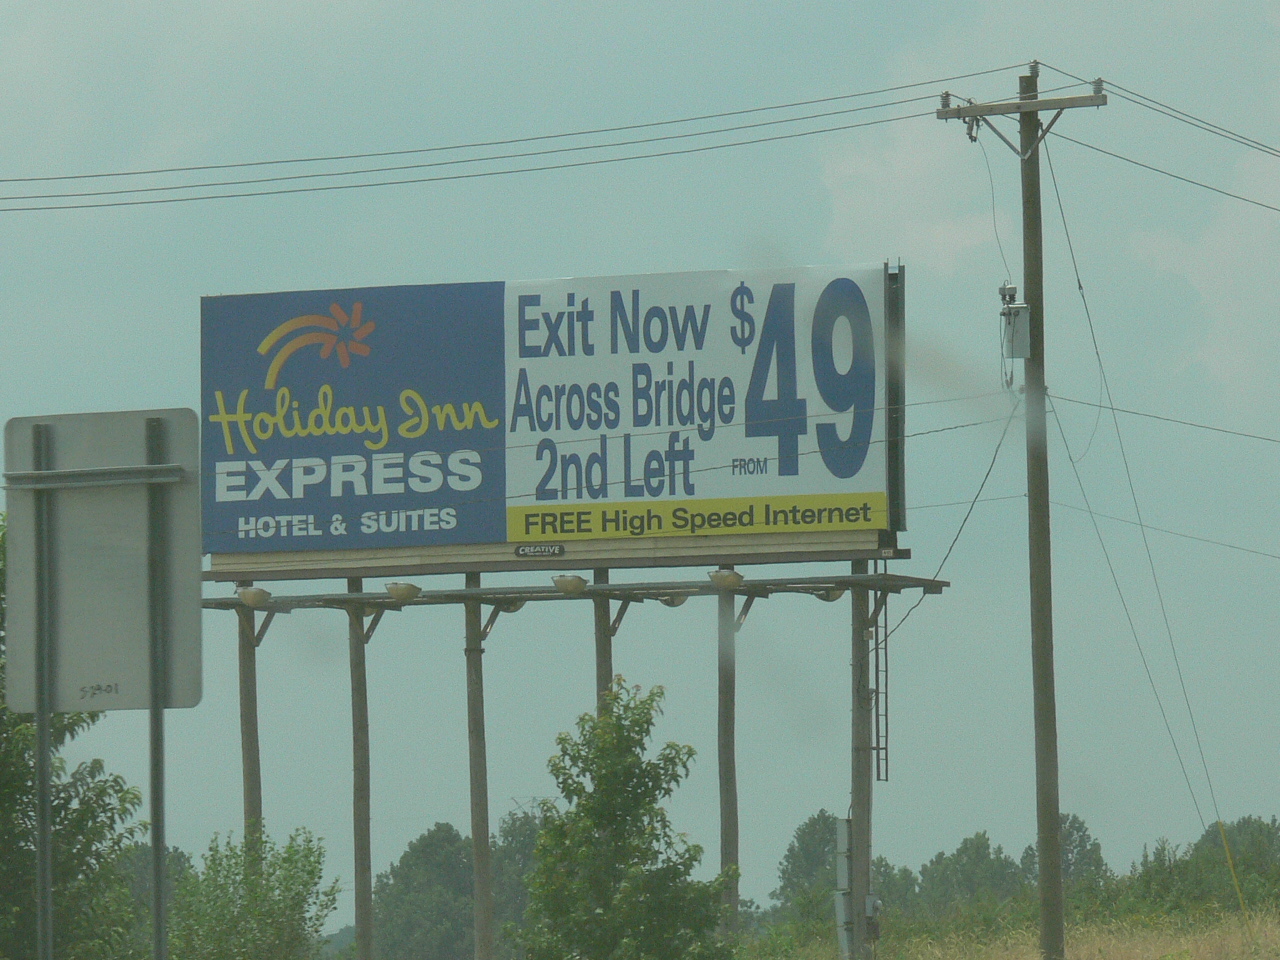 Holiday Inn
EXPRESS
HOTEL & SUITES
Exit Now
Across Bridge
2nd Left
FROM
$49
FREE High Speed Internet
CREATIVE